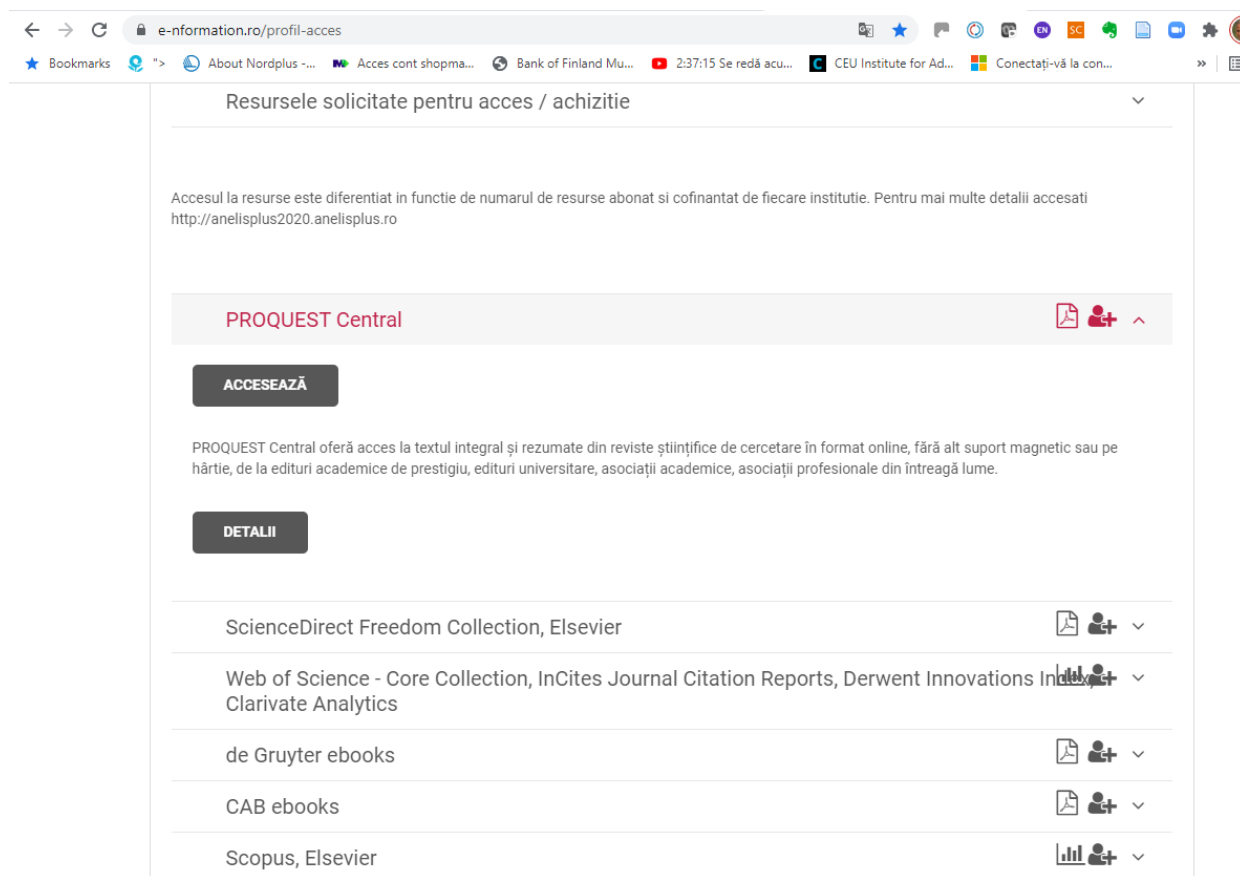 e-nformation.ro/profil-acces
EN SC
Bookmarks "> About Nordplus -... Acces cont shopma... Bank of Finland Mu... 2:37:15 Se redă acu... C CEU Institute for Ad... Conectați-vă la con... »
Resursele solicitate pentru acces / achizitie
Accesul la resurse este diferentiat in functie de numarul de resurse abonat si cofinantat de fiecare institutie. Pentru mai multe detalii accesati
http://anelisplus2020.anelisplus.ro
PROQUEST Central
ACCESEAZĂ
PROQUEST Central oferă acces la textul integral și rezumate din reviste științifice de cercetare în format online, fără alt suport magnetic sau pe
hârtie, de la edituri academice de prestigiu, edituri universitare, asociații academice, asociații profesionale din întreagă lume.
DETALII
ScienceDirect Freedom Collection, Elsevier
Web of Science - Core Collection, InCites Journal Citation Reports, Derwent Innovations Index,
Clarivate Analytics
de Gruyter ebooks
CAB ebooks
Scopus, Elsevier